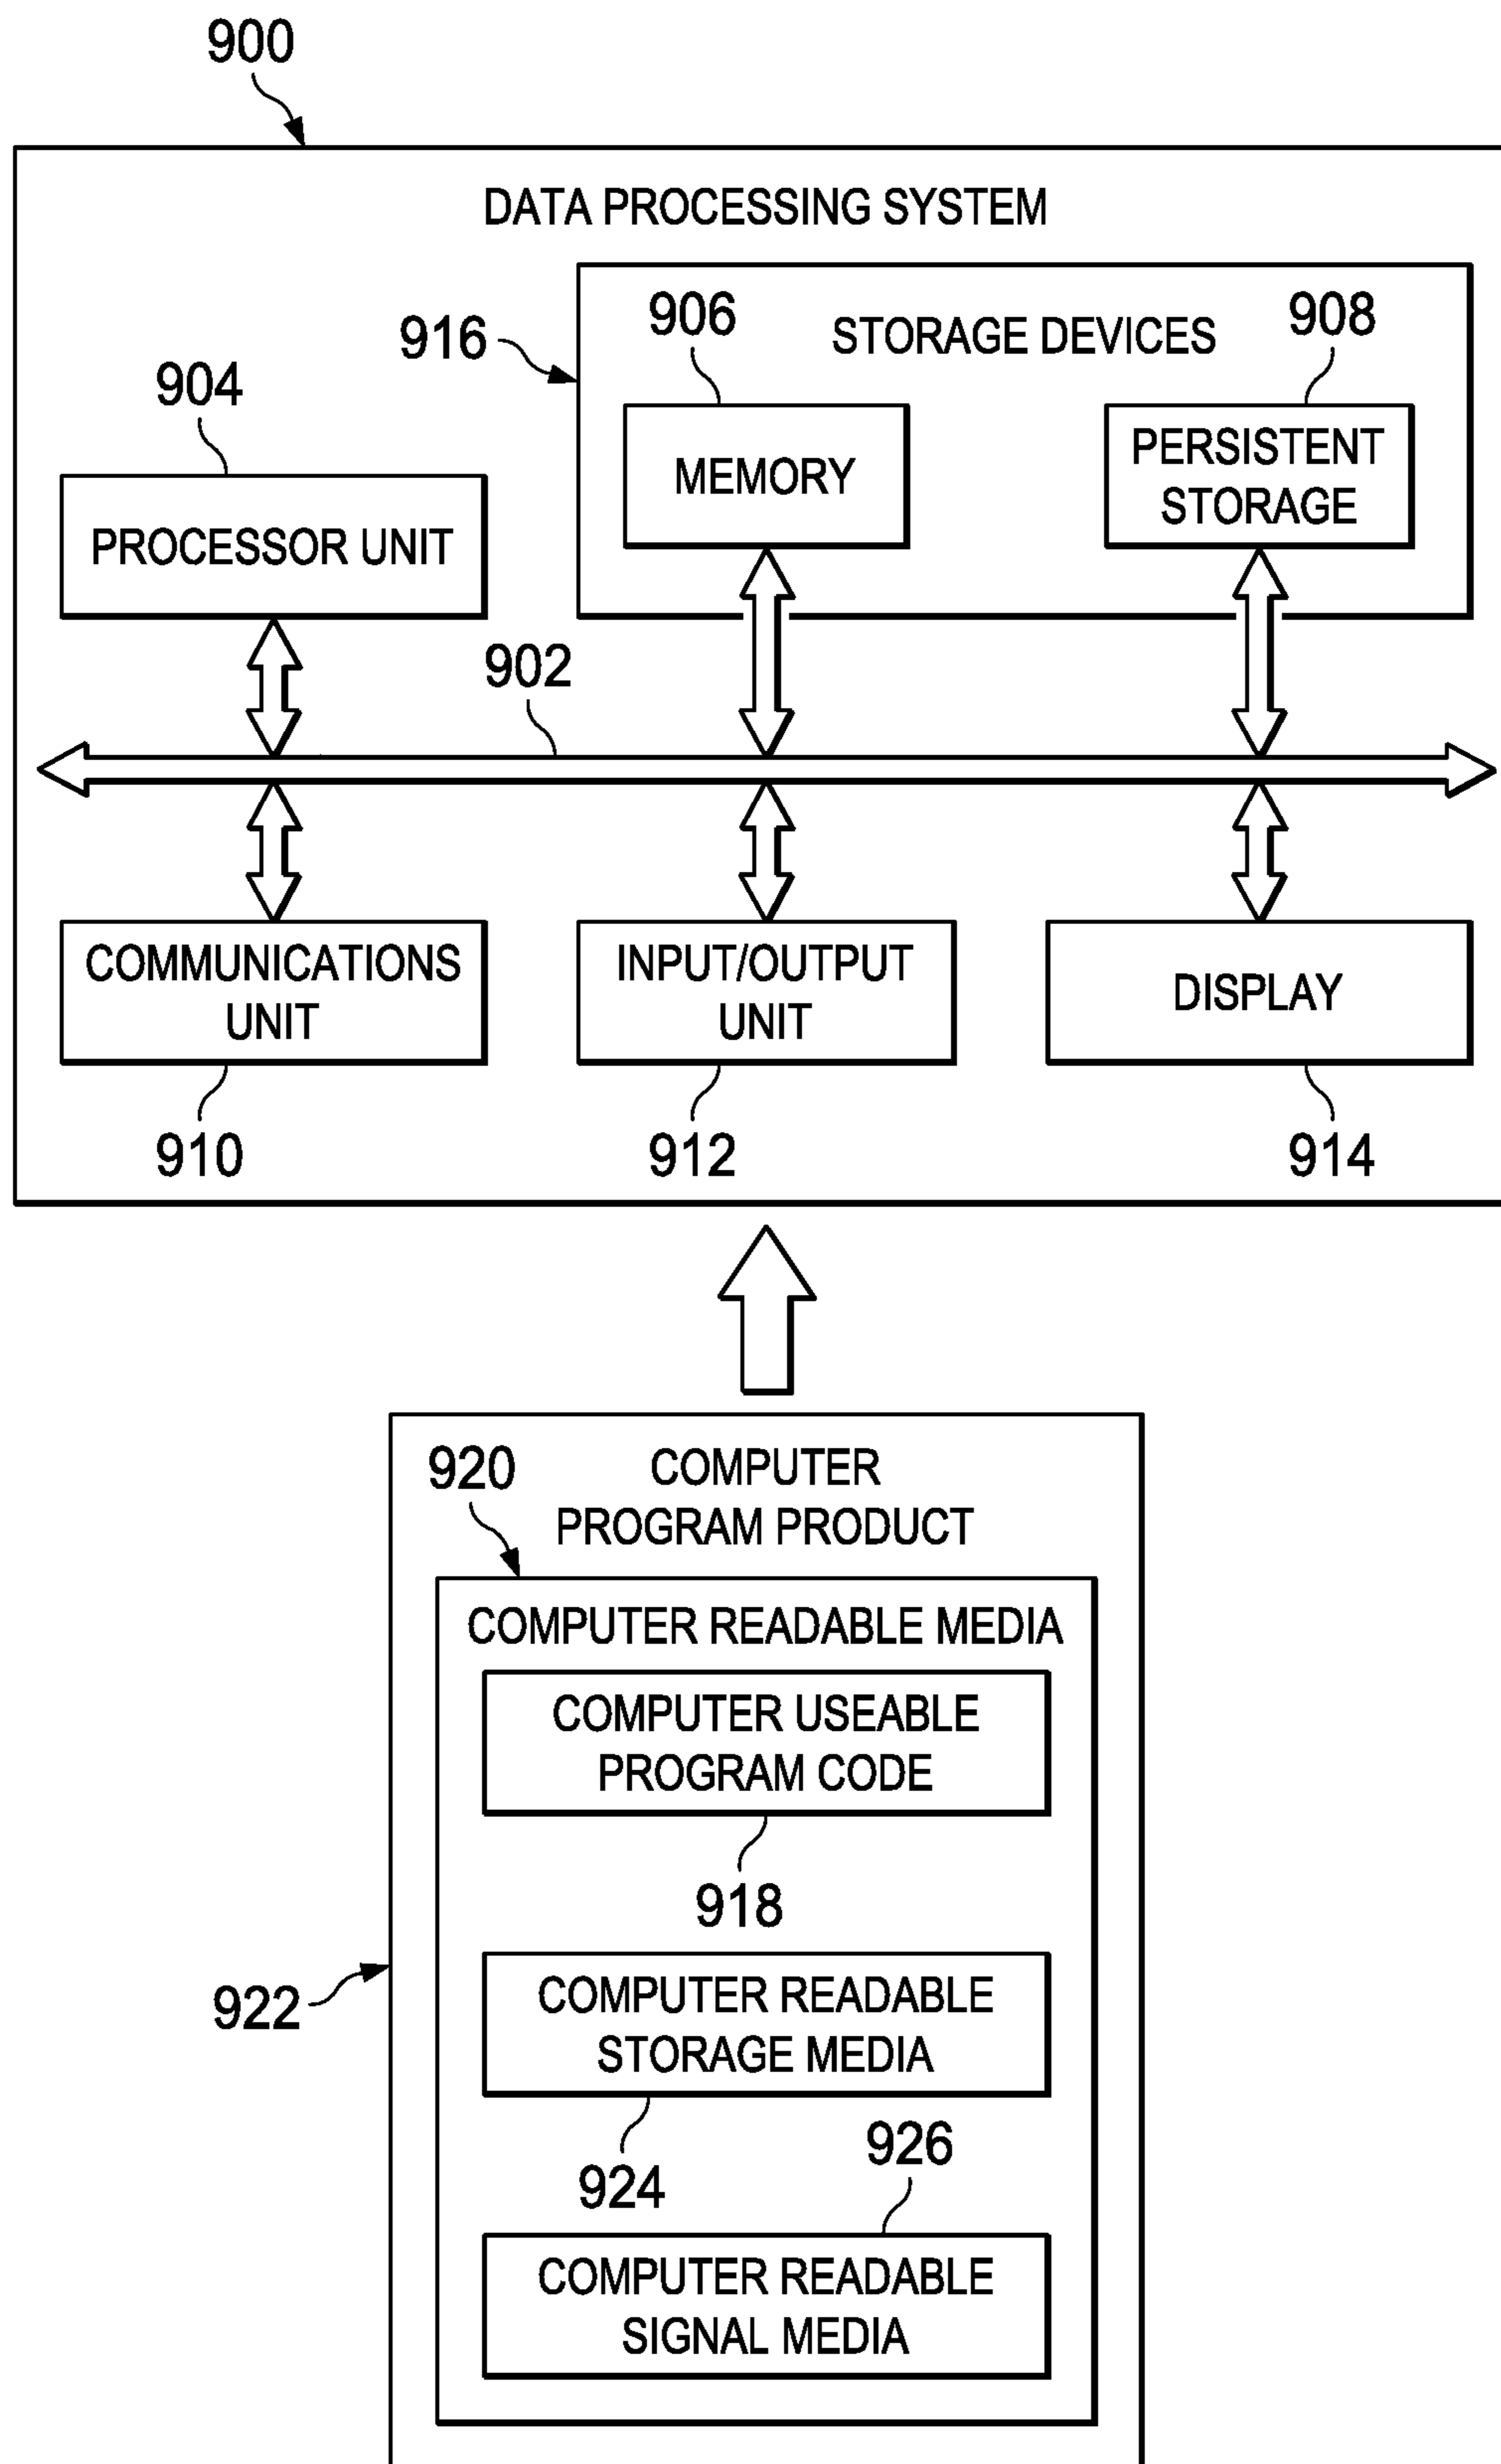 900
DATA PROCESSING SYSTEM
916
906
STORAGE DEVICES
908
904
MEMORY
PERSISTENT
STORAGE
PROCESSOR UNIT
902
COMMUNICATIONS
UNIT
INPUT/OUTPUT
UNIT
DISPLAY
910
912
914
920
COMPUTER
PROGRAM PRODUCT
COMPUTER READABLE MEDIA
COMPUTER USEABLE
PROGRAM CODE
918
922
COMPUTER READABLE
STORAGE MEDIA
924
926
COMPUTER READABLE
SIGNAL MEDIA